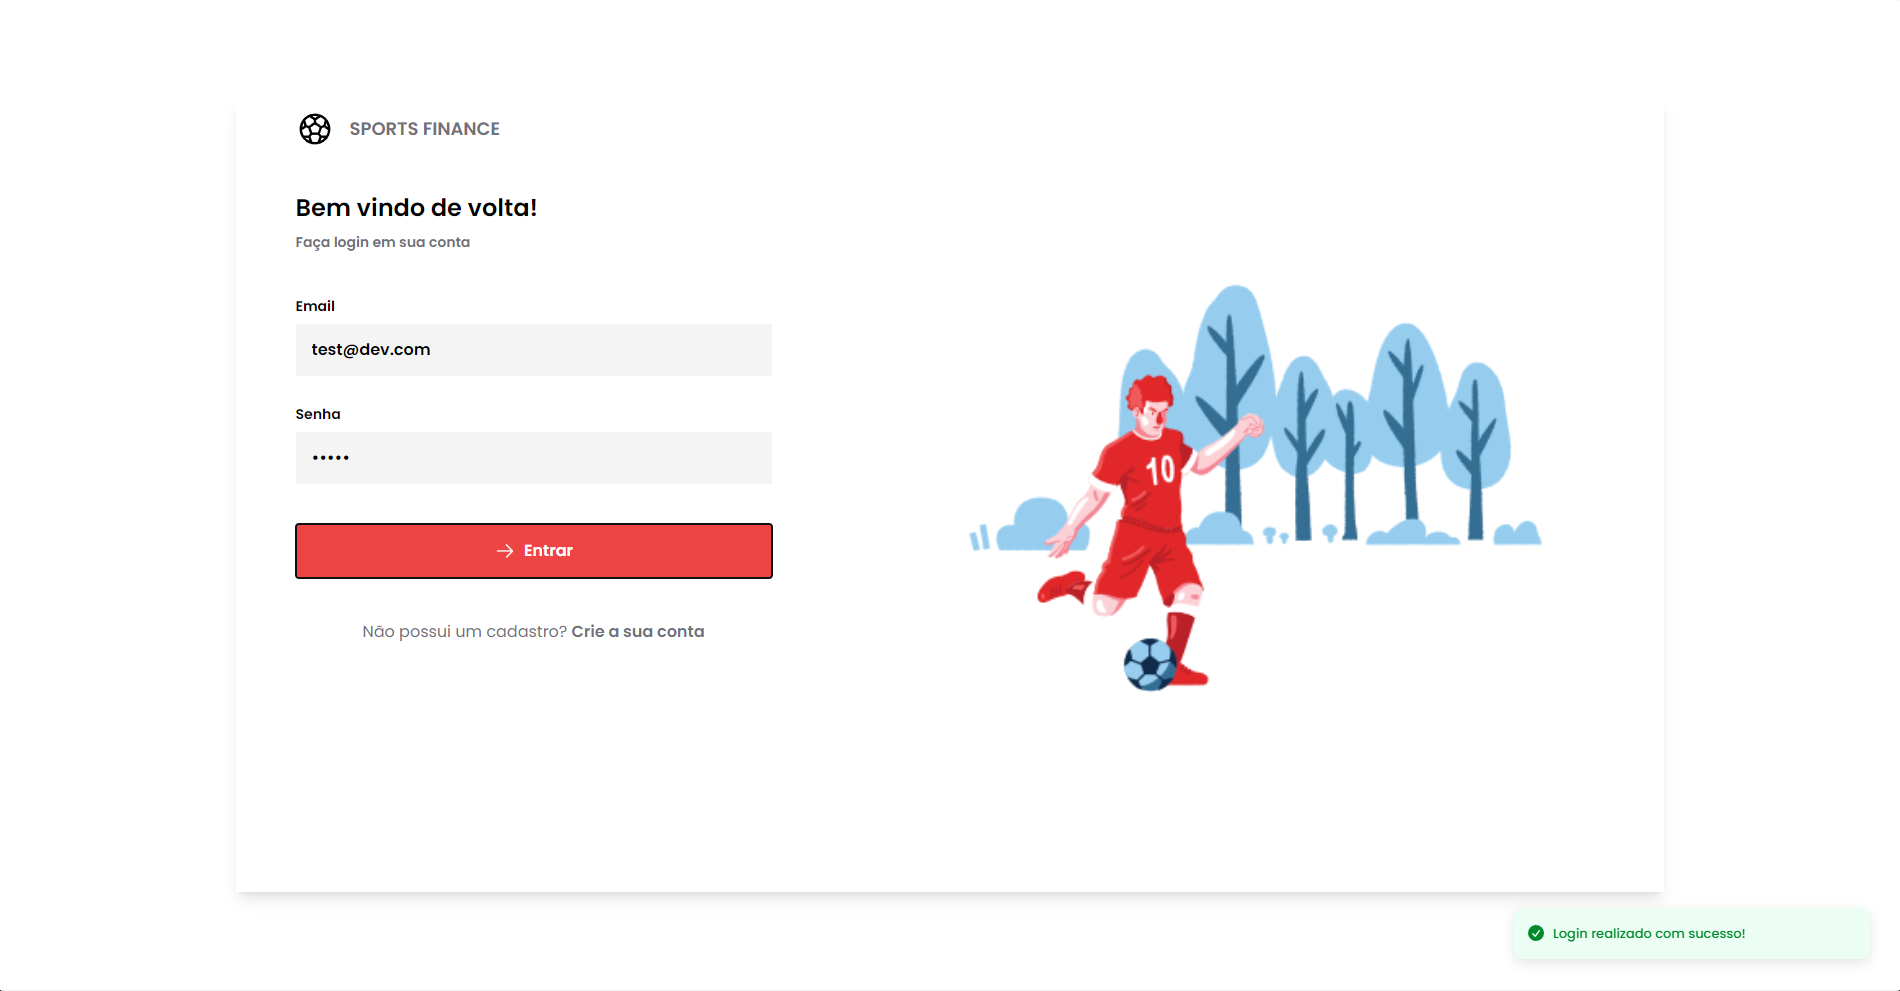 SPORTS FINANCE
Bem vindo de volta!
Faça login em sua conta
Email
test@dev.com
Senha
•••••
Entrar
Não possui um cadastro? Crie a sua conta
10
Login realizado com sucesso!